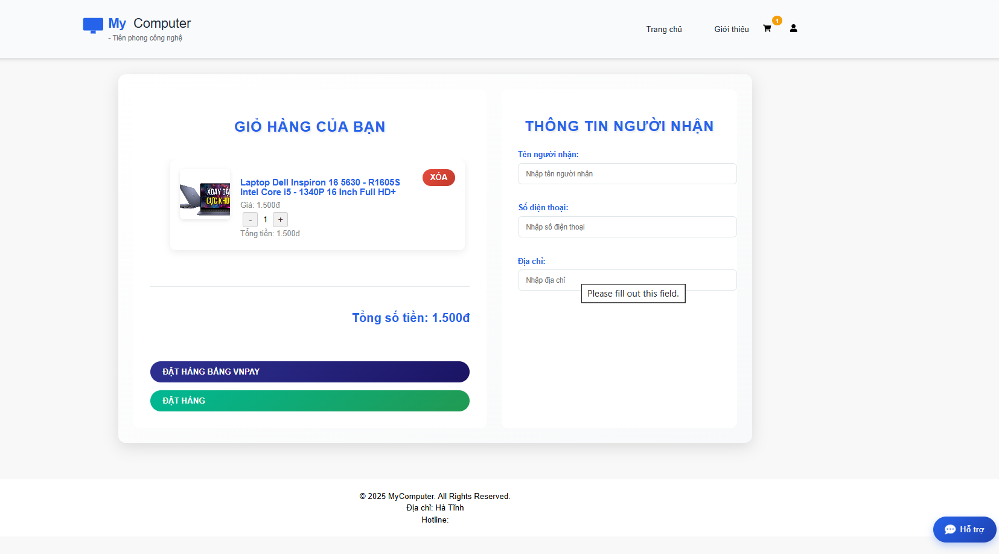 My Computer
- Tiên phong công nghệ
Trang chủ
Giới thiệu
1
GIỎ HÀNG CỦA BẠN
XOAY GẬ
CỰC KHỎ
Laptop Dell Inspiron 16 5630 - R1605S
Intel Core i5 - 1340P 16 Inch Full HD+
XÓA
Giá: 1.500đ
- 1 +
Tổng tiền: 1.500đ
Tổng số tiền: 1.500đ
ĐẶT HÀNG BẰNG VNPAY
ĐẶT HÀNG
THÔNG TIN NGƯỜI NHẬN
Tên người nhận:
Nhập tên người nhận
Số điện thoại:
Nhập số điện thoại
Địa chỉ:
Nhập địa chỉ
Please fill out this field.
© 2025 MyComputer. All Rights Reserved.
Địa chỉ: Hà Tĩnh
Hotline:
Hỗ trợ